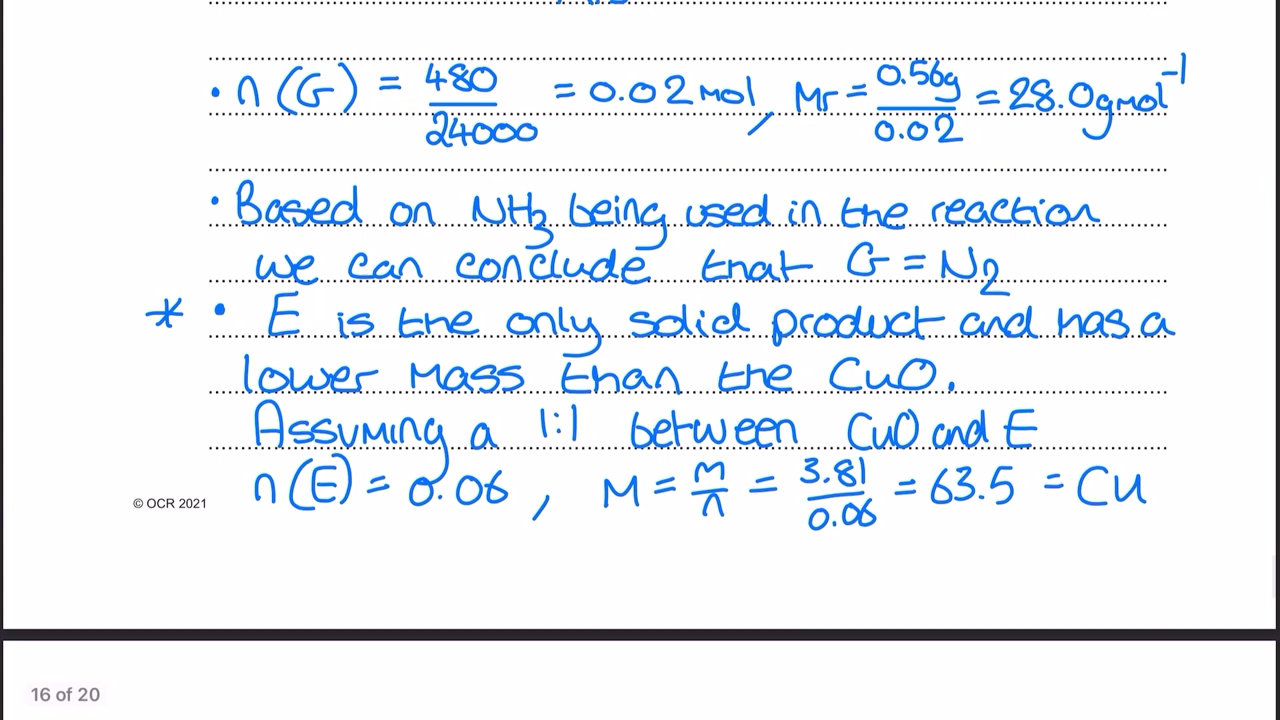 • n(G) = 480/24000 = 0.02 mol, Mr = 0.56g/0.02 = 28.0 gmol⁻¹
• Based on NH₃ being used in the reaction
we can conclude that G = N₂
* • E is the only solid product and has a
lower mass than the CuO.
Assuming a 1:1 between CuO and E
n(E) = 0.06, M = m/n = 3.81/0.06 = 63.5 = Cu
© OCR 2021
16 of 20